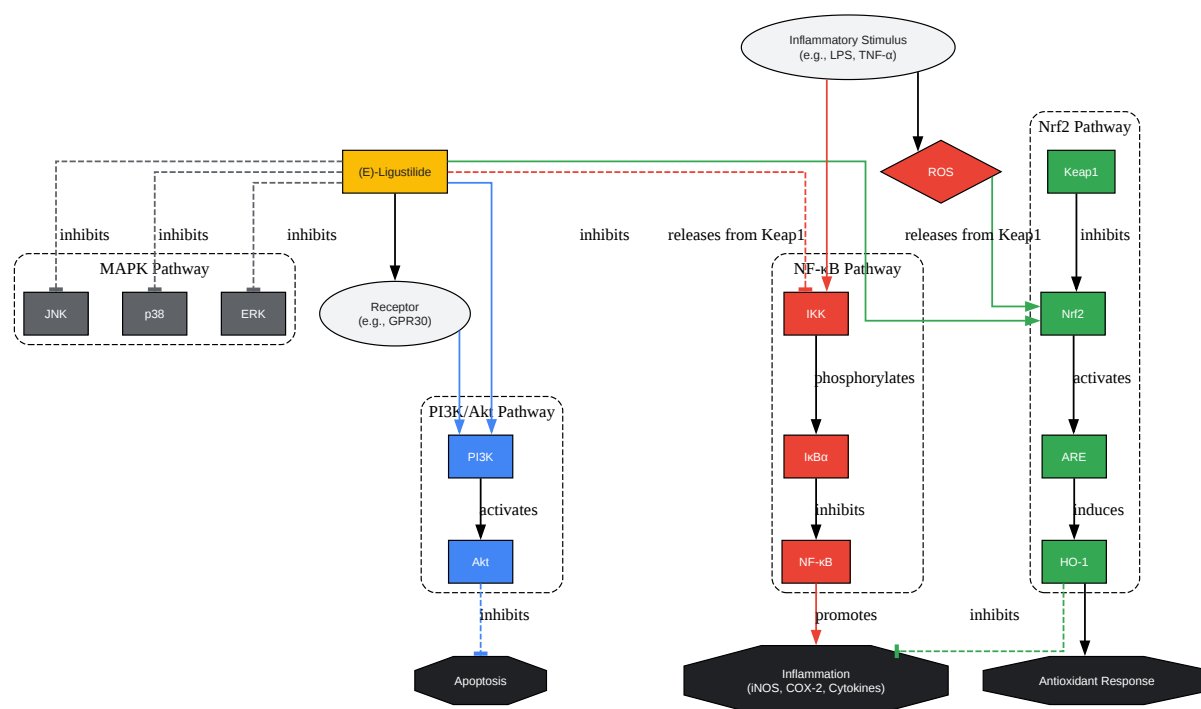 Inflammatory Stimulus
(e.g., LPS, TNF-α)
Nrf2 Pathway
(E)-Ligustilide
ROS
Keap1
inhibits
inhibits
inhibits
inhibits
releases from Keap1
releases from Keap1
inhibits
MAPK Pathway
NF-κB Pathway
JNK
p38
ERK
Receptor
(e.g., GPR30)
IKK
Nrf2
phosphorylates
activates
PI3K/Akt Pathway
PI3K
IκBα
ARE
activates
inhibits
induces
Akt
NF-κB
HO-1
inhibits
promotes
inhibits
Apoptosis
Inflammation
(iNOS, COX-2, Cytokines)
Antioxidant Response